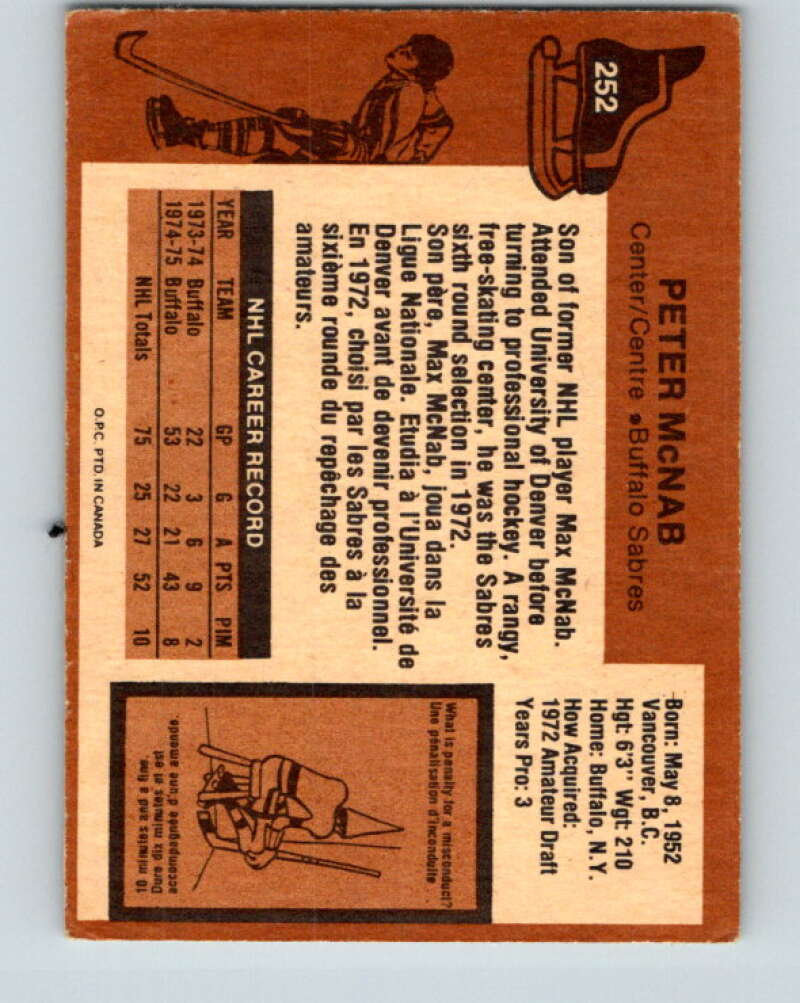 252
PETER McNAB
Center/Centre • Buffalo Sabres
Born: May 8, 1952
Vancouver, B.C.
Hgt: 6'3" Wgt: 210
Home: Buffalo, N.Y.
How Acquired:
1972 Amateur Draft
Years Pro: 3
Son of former NHL player Max McNab.
Attended University of Denver before
turning to professional hockey. A rangy,
free-skating center, he was the Sabres
sixth round selection in 1972.
Son père, Max McNab, joua dans la
Ligue Nationale. Etudia à l'Université de
Denver avant de devenir professionnel.
En 1972, choisi par les Sabres à la
sixième ronde du repêchage des
amateurs.
NHL CAREER RECORD
YEAR TEAM GP G A PTS PIM
1973-74 Buffalo 22 3 6 9 2
1974-75 Buffalo 53 22 21 43 8
NHL Totals 75 25 27 52 10
What is penalty for a misconduct?
Une pénalisation d'inconduite
10 minutes and a fine
Dure dix minutes et est
accompagnée d'une amende
O.P.C. PTD. IN CANADA